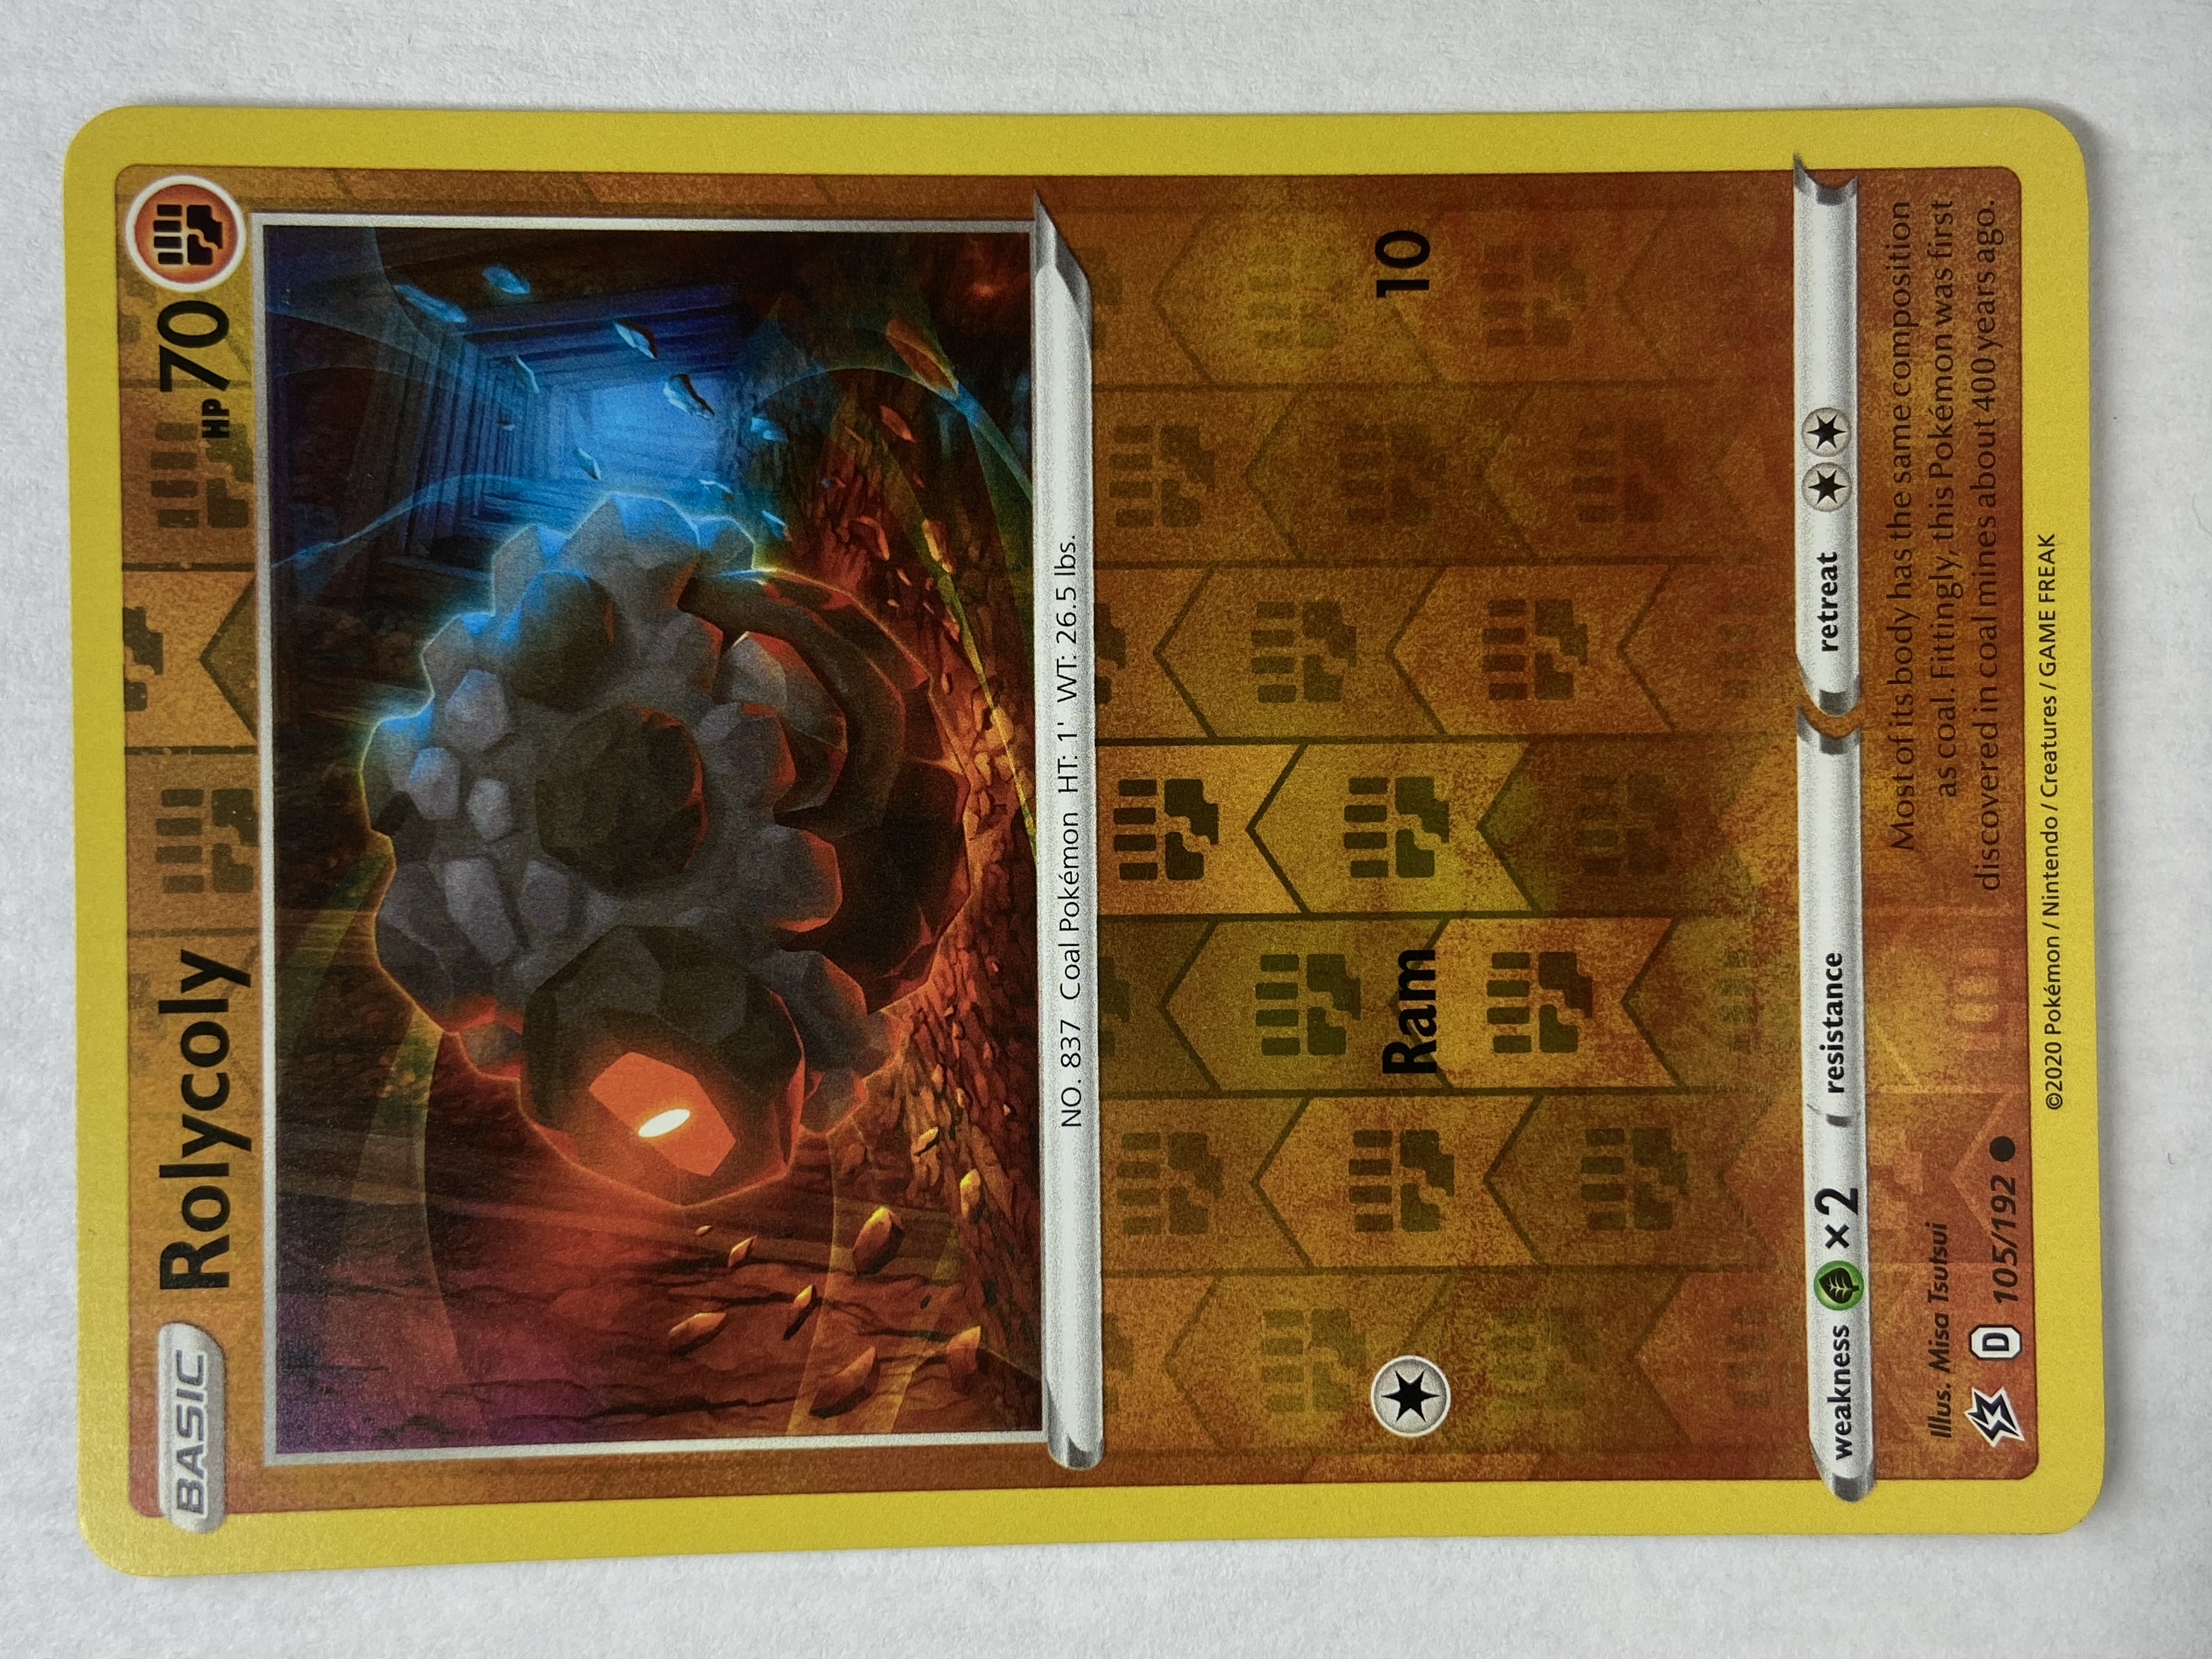 BASIC Rolycoly HP 70
NO. 837 Coal Pokémon HT: 1' WT: 26.5 lbs.
Ram 10
weakness ×2 resistance retreat
Most of its body has the same composition
as coal. Fittingly, this Pokémon was first
discovered in coal mines about 400 years ago.
Illus. Misa Tsutsui
D 105/192
©2020 Pokémon / Nintendo / Creatures / GAME FREAK